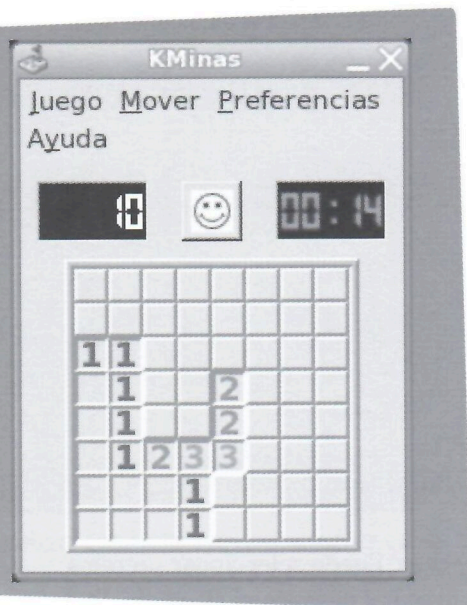 KMinas
Juego Mover Preferencias
Ayuda
10 00:14
1 1
1 2
1 2
1 2 3 3
1
1